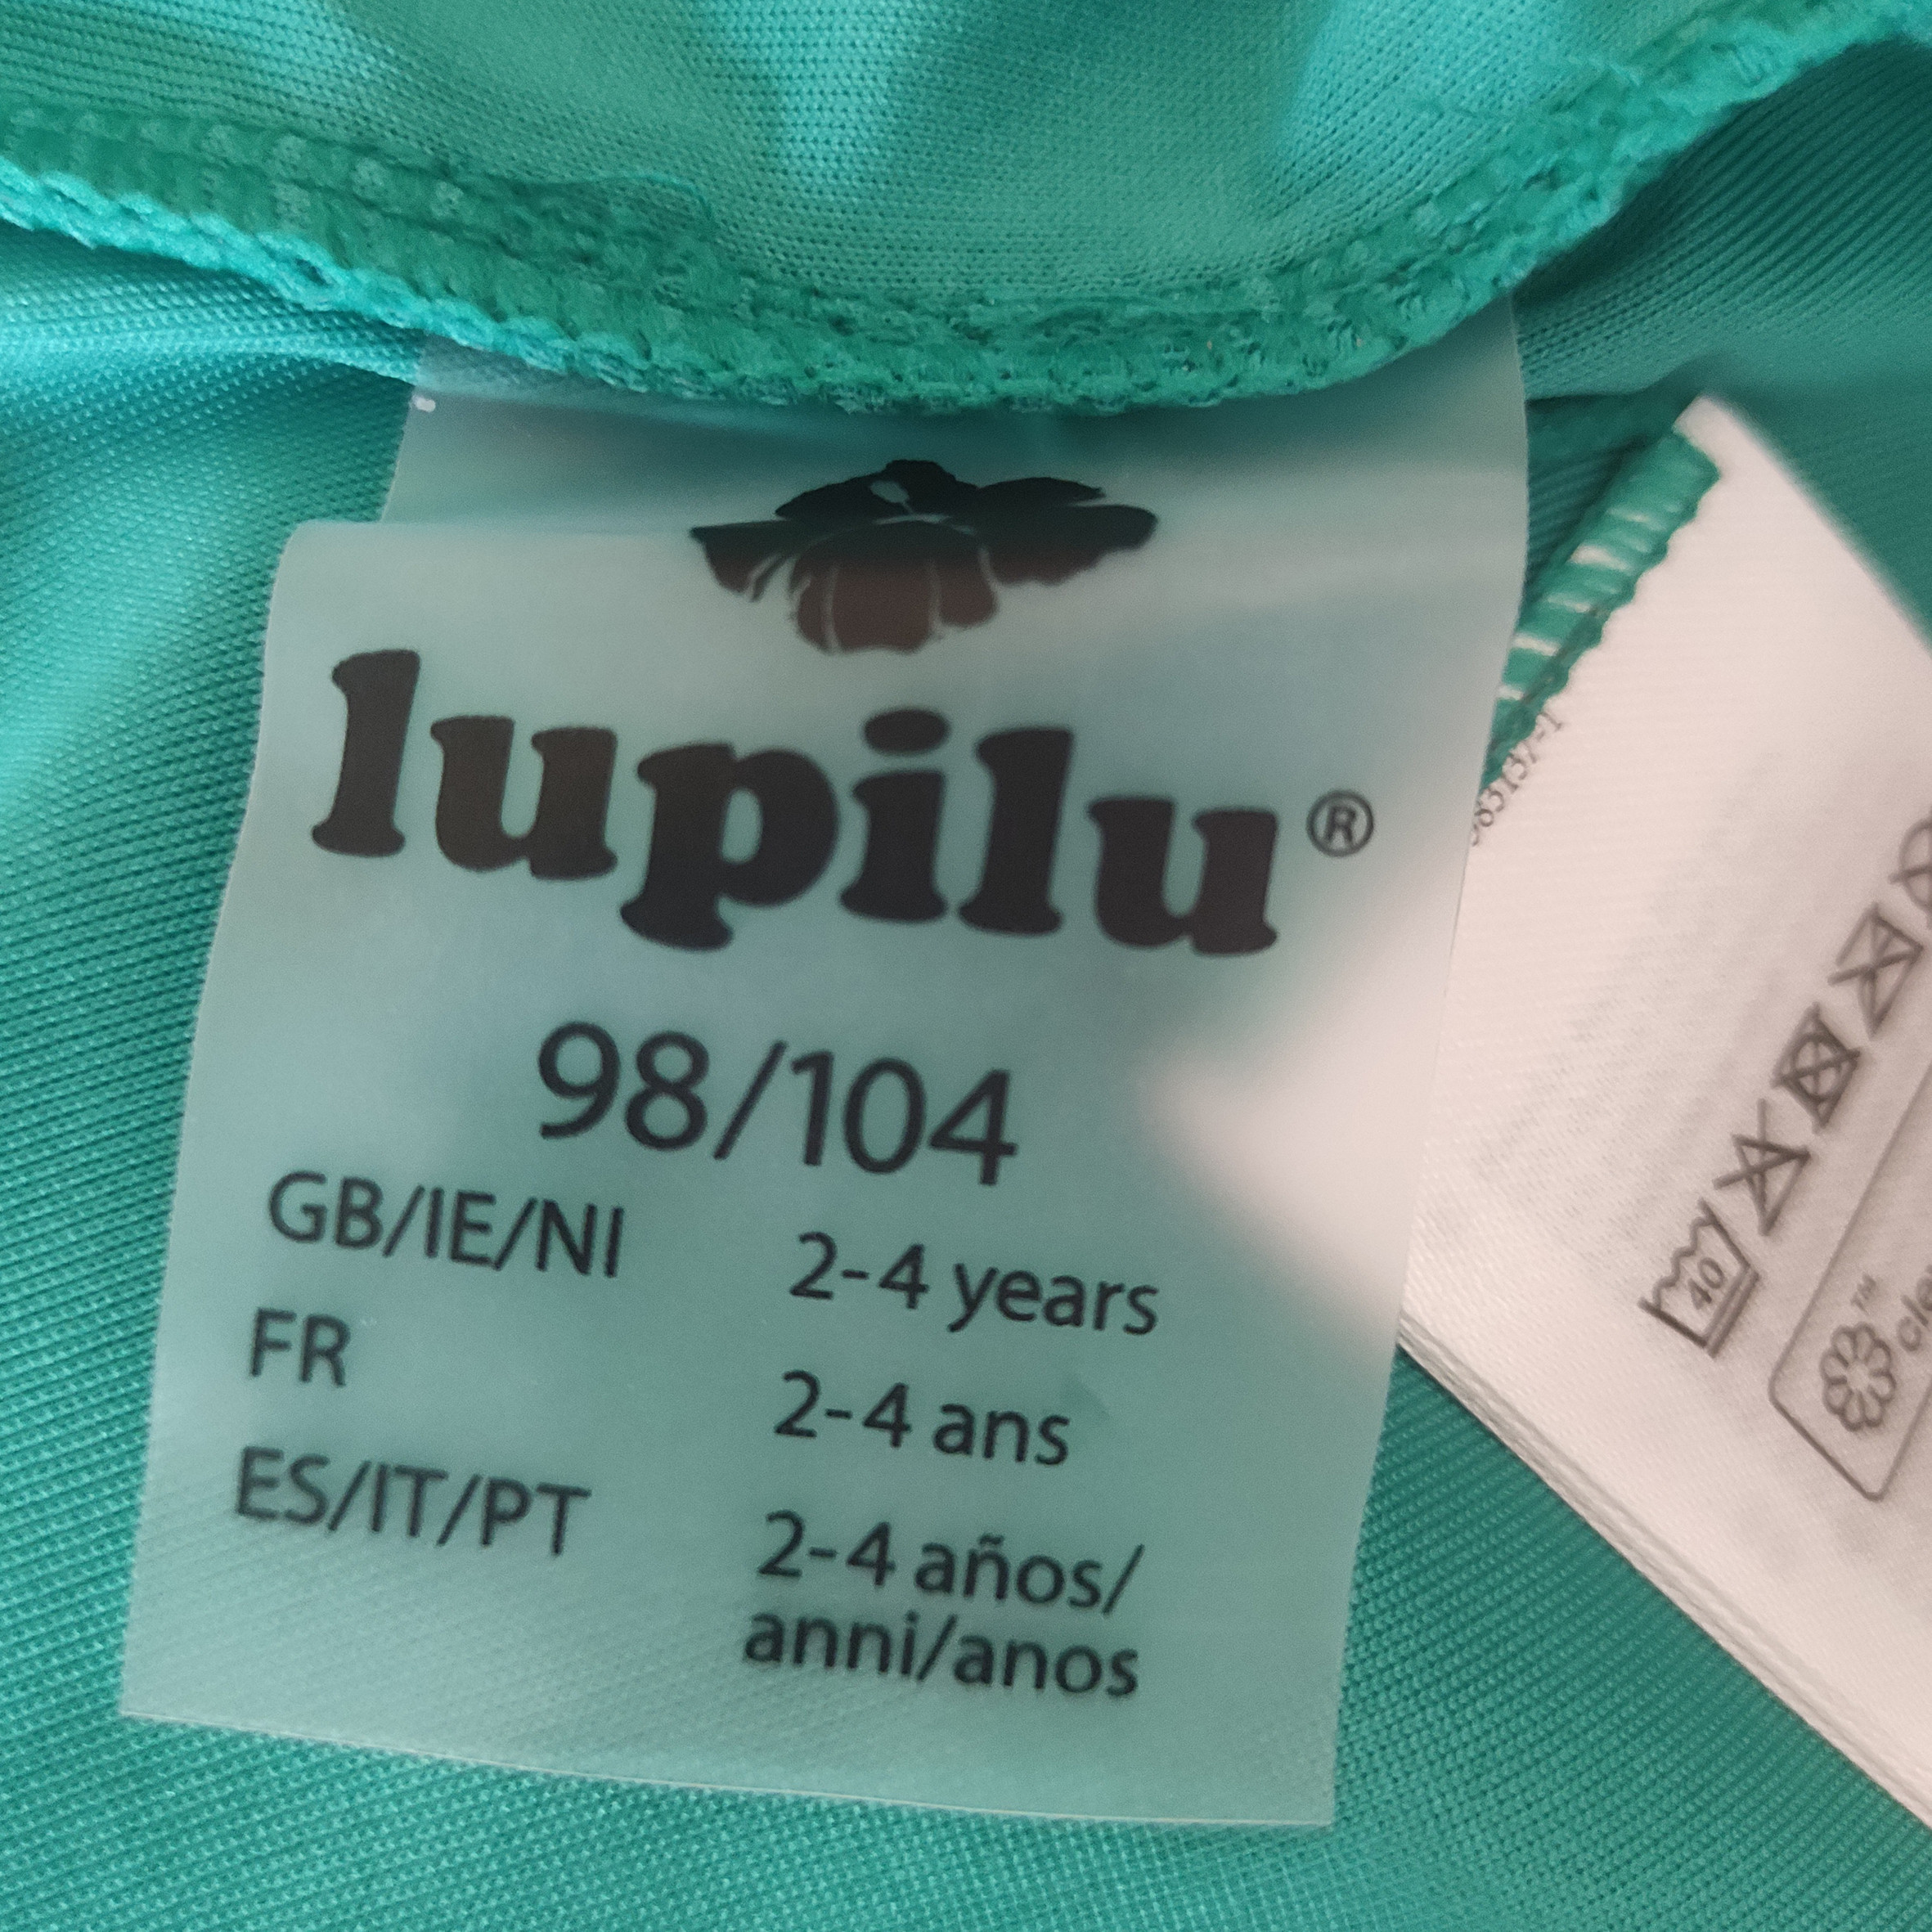 lupilu®
98/104
GB/IE/NI 2-4 years
FR 2-4 ans
ES/IT/PT 2-4 años/
anni/anos
40
™